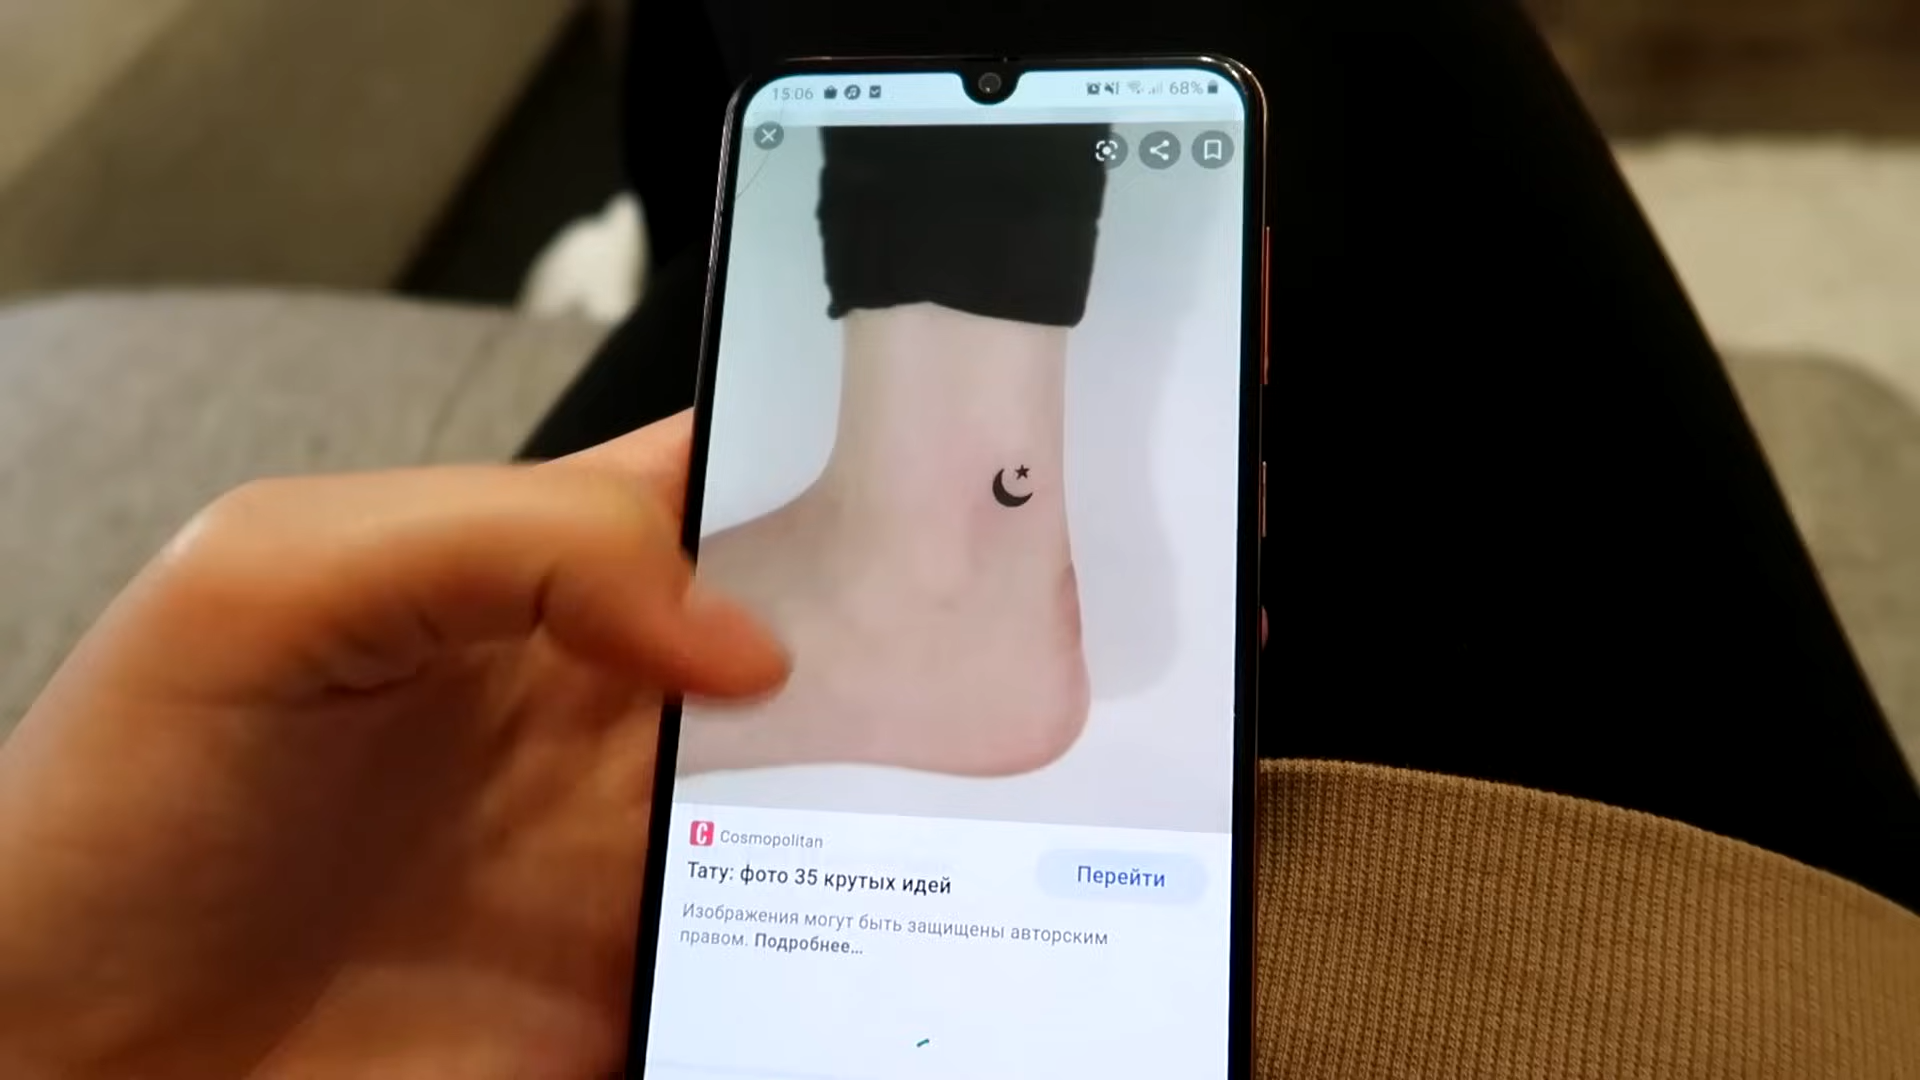 15:06
68%
Cosmopolitan
Тату: фото 35 крутых идей
Перейти
Изображения могут быть защищены авторским
правом. Подробнее...